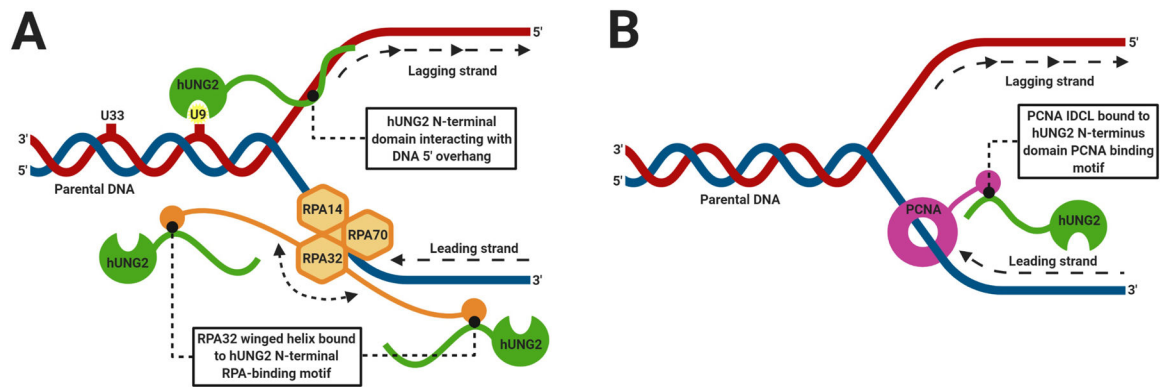 A
5'
Lagging strand
hUNG2
U33
U9
hUNG2 N-terminal
domain interacting with
DNA 5' overhang
3'
5'
Parental DNA
RPA14
RPA70
RPA32
hUNG2
Leading strand
3'
RPA32 winged helix bound
to hUNG2 N-terminal
RPA-binding motif
hUNG2
B
5'
Lagging strand
PCNA IDCL bound to
hUNG2 N-terminus
domain PCNA binding
motif
3'
5'
Parental DNA
PCNA
hUNG2
Leading strand
3'